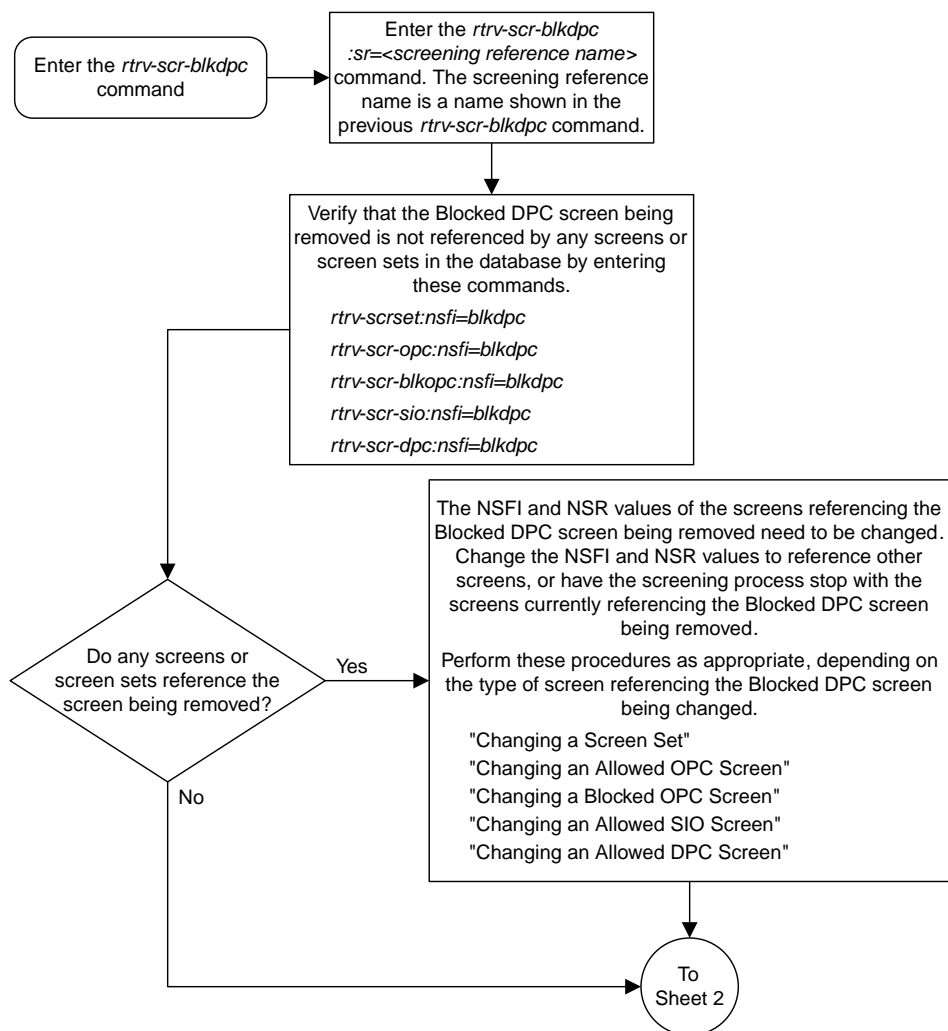 Enter the rtrv-scr-blkdpc
command
Enter the rtrv-scr-blkdpc
:sr=<screening reference name>
command. The screening reference
name is a name shown in the
previous rtrv-scr-blkdpc command.
Verify that the Blocked DPC screen being
removed is not referenced by any screens or
screen sets in the database by entering
these commands.
rtrv-scrset:nsfi=blkdpc
rtrv-scr-opc:nsfi=blkdpc
rtrv-scr-blkopc:nsfi=blkdpc
rtrv-scr-sio:nsfi=blkdpc
rtrv-scr-dpc:nsfi=blkdpc
Do any screens or
screen sets reference the
screen being removed?
Yes
No
The NSFI and NSR values of the screens referencing the
Blocked DPC screen being removed need to be changed.
Change the NSFI and NSR values to reference other
screens, or have the screening process stop with the
screens currently referencing the Blocked DPC screen
being removed.
Perform these procedures as appropriate, depending on
the type of screen referencing the Blocked DPC screen
being changed.
"Changing a Screen Set"
"Changing an Allowed OPC Screen"
"Changing a Blocked OPC Screen"
"Changing an Allowed SIO Screen"
"Changing an Allowed DPC Screen"
To
Sheet 2